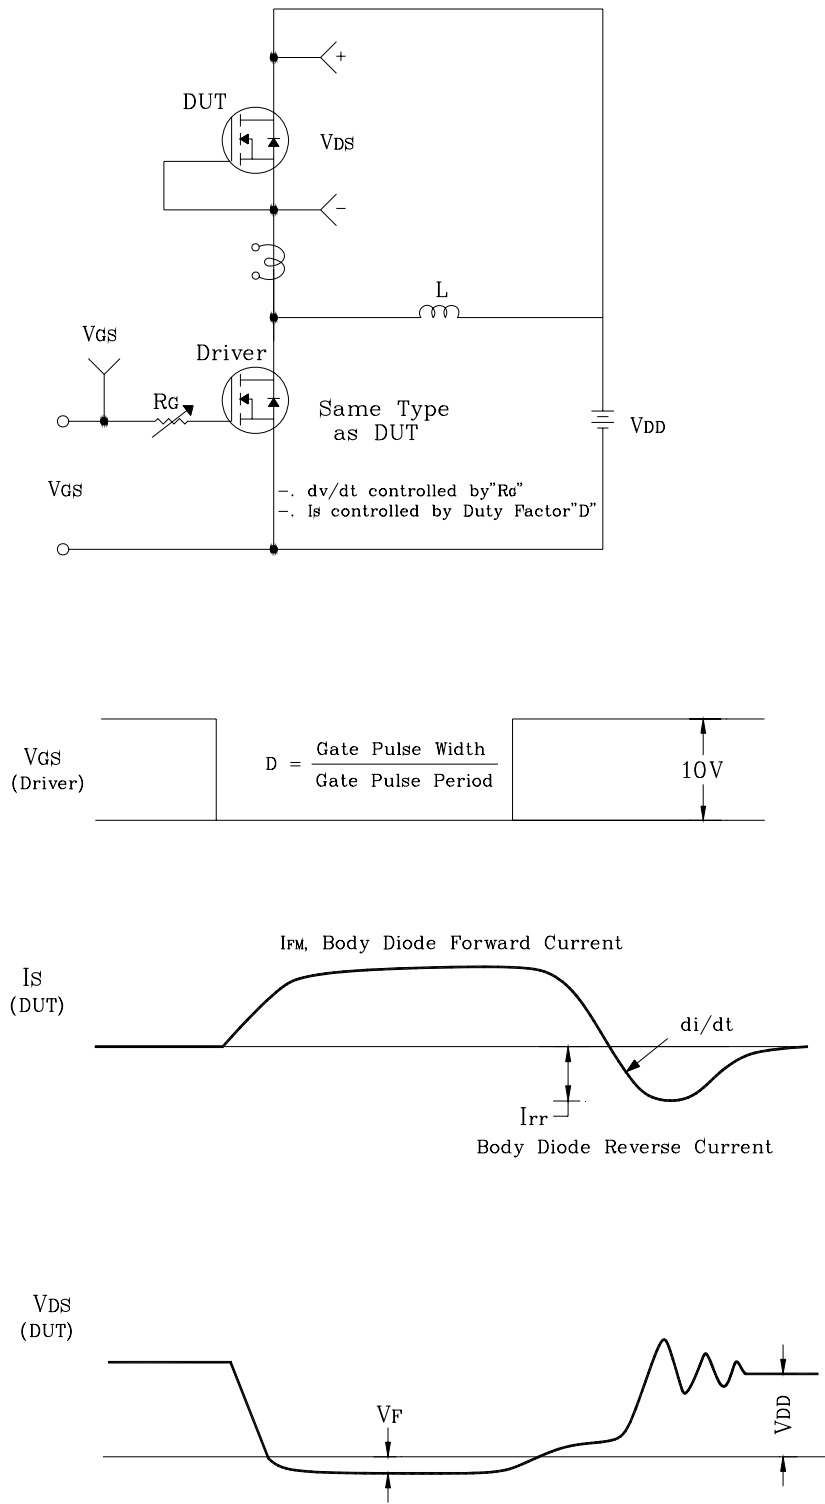 +
DUT
VDS
−
L
VGS
Driver
RG
Same Type
as DUT
VDD
VGS
−. dv/dt controlled by"RG"
−. Is controlled by Duty Factor"D"
VGS
(Driver)
D = Gate Pulse Width
Gate Pulse Period
10V
IFM, Body Diode Forward Current
IS
(DUT)
di/dt
Irr
Body Diode Reverse Current
VDS
(DUT)
VF
VDD